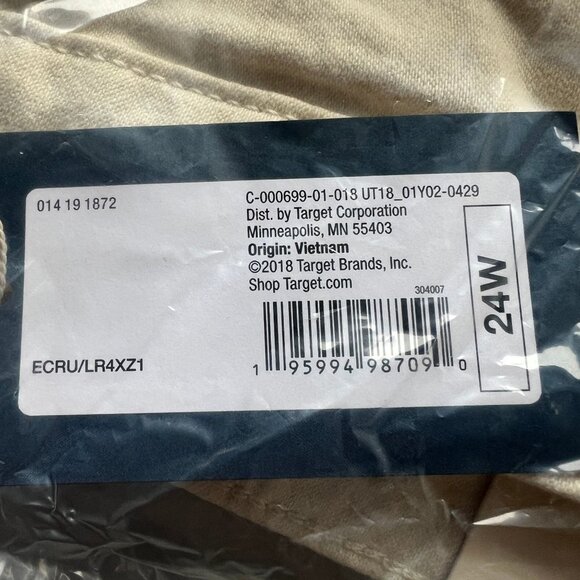 014 19 1872
C-000699-01-018 UT18_01Y02-0429
Dist. by Target Corporation
Minneapolis, MN 55403
Origin: Vietnam
©2018 Target Brands, Inc.
Shop Target.com
304007
24W
ECRU/LR4XZ1
1 95994 98709 0